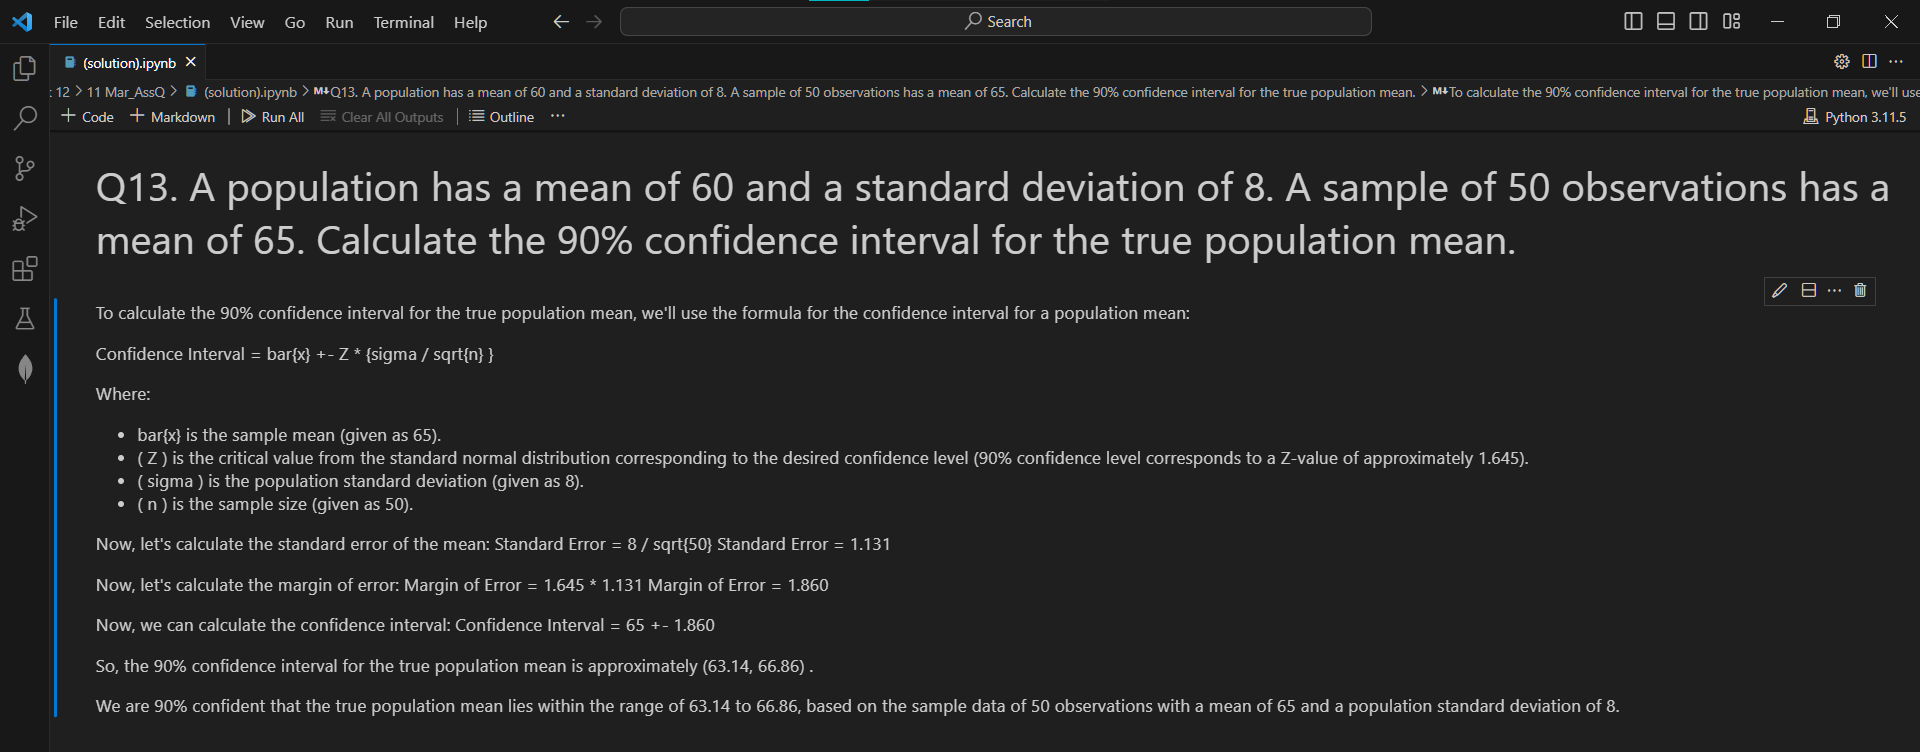 File Edit Selection View Go Run Terminal Help Search
(solution).ipynb
12 > 11 Mar_AssQ > (solution).ipynb > M↓Q13. A population has a mean of 60 and a standard deviation of 8. A sample of 50 observations has a mean of 65. Calculate the 90% confidence interval for the true population mean. > M↓To calculate the 90% confidence interval for the true population mean, we'll use
+ Code + Markdown | Run All Clear All Outputs | Outline ... Python 3.11.5
Q13. A population has a mean of 60 and a standard deviation of 8. A sample of 50 observations has a
mean of 65. Calculate the 90% confidence interval for the true population mean.
To calculate the 90% confidence interval for the true population mean, we'll use the formula for the confidence interval for a population mean:
Confidence Interval = bar{x} +- Z * {sigma / sqrt{n} }
Where:
• bar{x} is the sample mean (given as 65).
• ( Z ) is the critical value from the standard normal distribution corresponding to the desired confidence level (90% confidence level corresponds to a Z-value of approximately 1.645).
• ( sigma ) is the population standard deviation (given as 8).
• ( n ) is the sample size (given as 50).
Now, let's calculate the standard error of the mean: Standard Error = 8 / sqrt{50} Standard Error = 1.131
Now, let's calculate the margin of error: Margin of Error = 1.645 * 1.131 Margin of Error = 1.860
Now, we can calculate the confidence interval: Confidence Interval = 65 +- 1.860
So, the 90% confidence interval for the true population mean is approximately (63.14, 66.86) .
We are 90% confident that the true population mean lies within the range of 63.14 to 66.86, based on the sample data of 50 observations with a mean of 65 and a population standard deviation of 8.